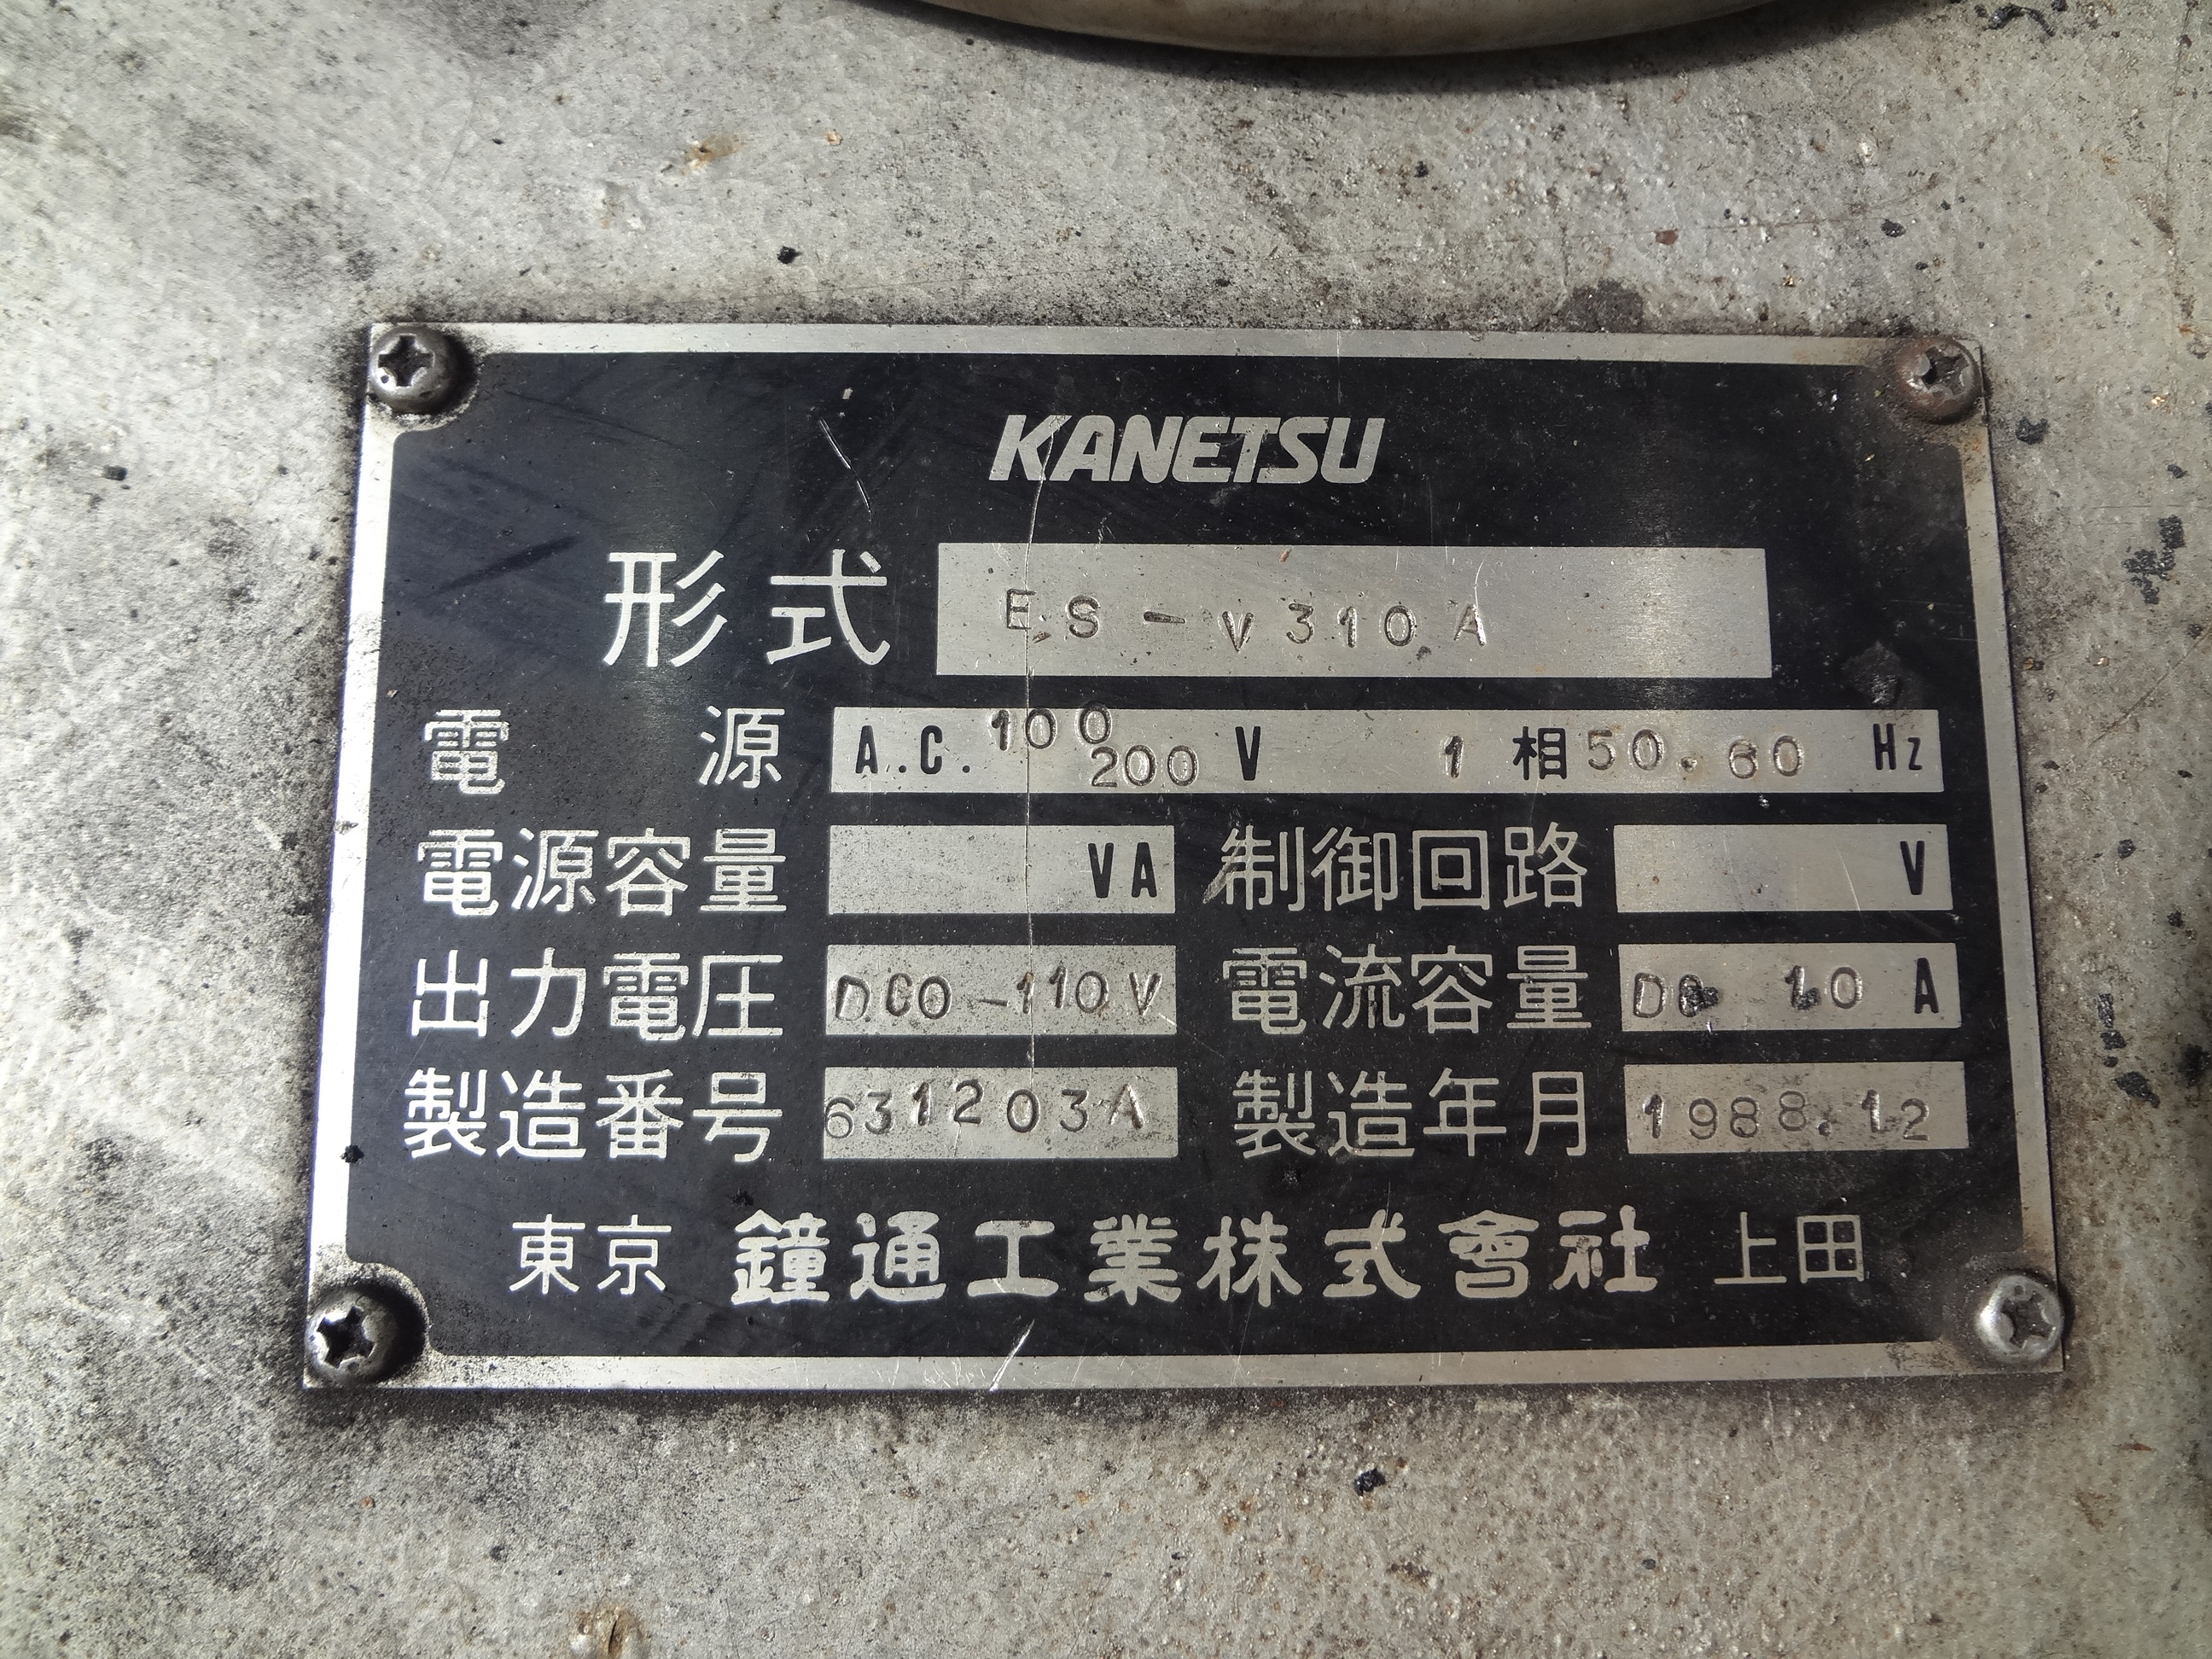 KANETSU
形式 ES-V310A
電源 A.C. 100 200 V 1 相 50.60 Hz
電源容量 VA 制御回路 V
出力電圧 DC0-110V 電流容量 DC 10 A
製造番号 631203A 製造年月 1988.12
東京 鐘通工業株式會社 上田